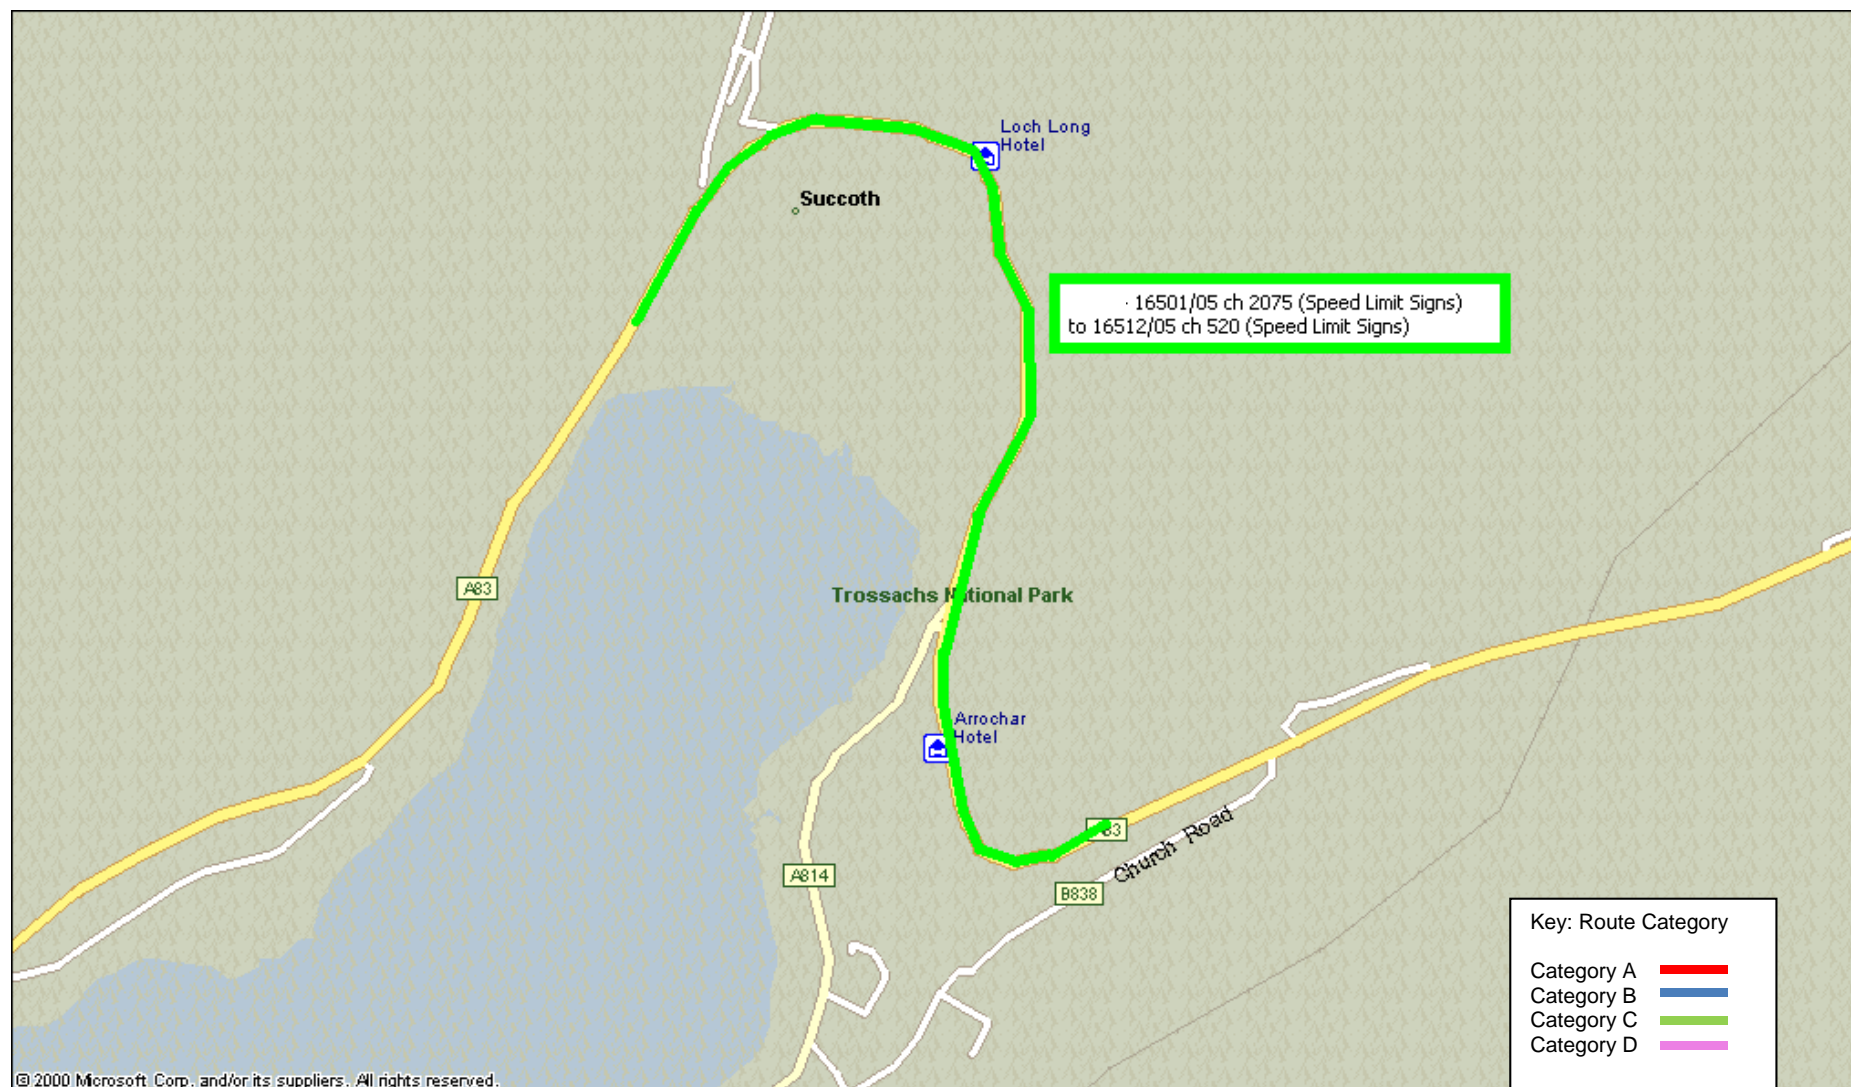 Loch Long
Hotel
Succoth
· 16501/05 ch 2075 (Speed Limit Signs)
to 16512/05 ch 520 (Speed Limit Signs)
A83
Trossachs National Park
Arrochar
Hotel
A83
Church Road
A814
B838
Key: Route Category
Category A
Category B
Category C
Category D
© 2000 Microsoft Corp. and/or its suppliers. All rights reserved.